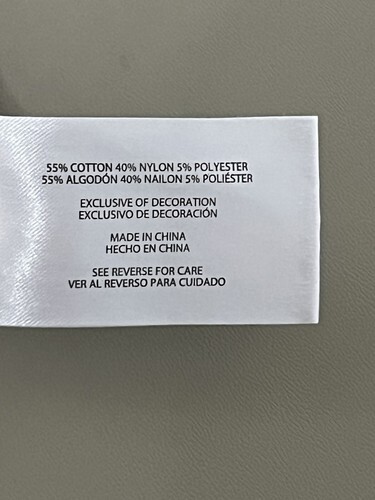 55% COTTON 40% NYLON 5% POLYESTER
55% ALGODÓN 40% NAILON 5% POLIÉSTER
EXCLUSIVE OF DECORATION
EXCLUSIVO DE DECORACIÓN
MADE IN CHINA
HECHO EN CHINA
SEE REVERSE FOR CARE
VER AL REVERSO PARA CUIDADO